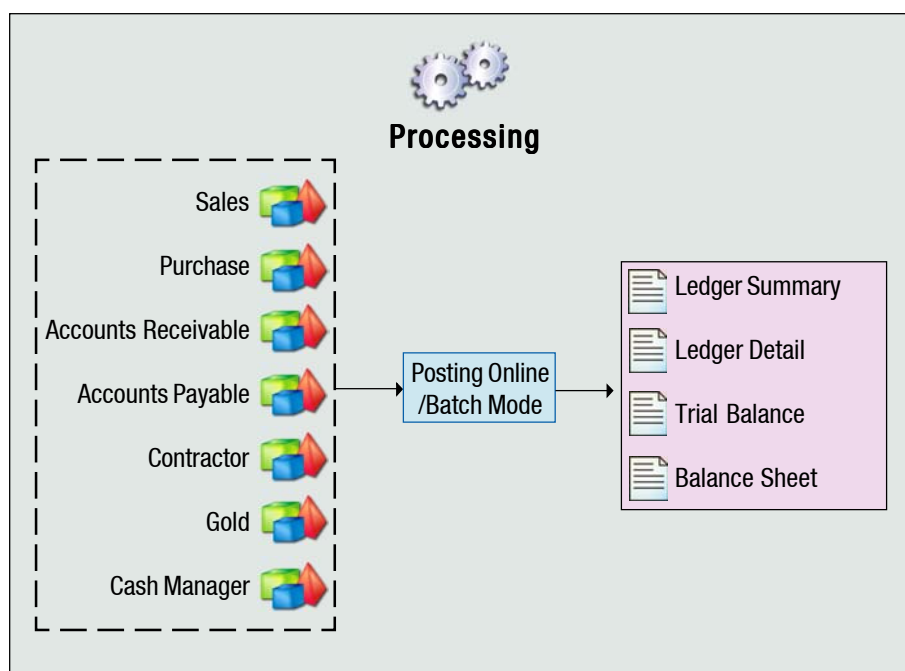 Processing
Sales
Purchase
Accounts Receivable
Accounts Payable
Contractor
Gold
Cash Manager
Posting Online
/Batch Mode
Ledger Summary
Ledger Detail
Trial Balance
Balance Sheet